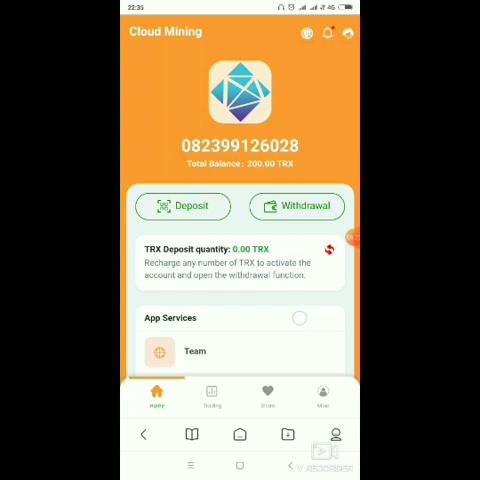 22:35
4G
Cloud Mining
082399126028
Total Balance: 200.00 TRX
Deposit
Withdrawal
TRX Deposit quantity: 0.00 TRX
Recharge any number of TRX to activate the
account and open the withdrawal function.
App Services
Team
Home
Trading
Share
Mine
V RECORDER